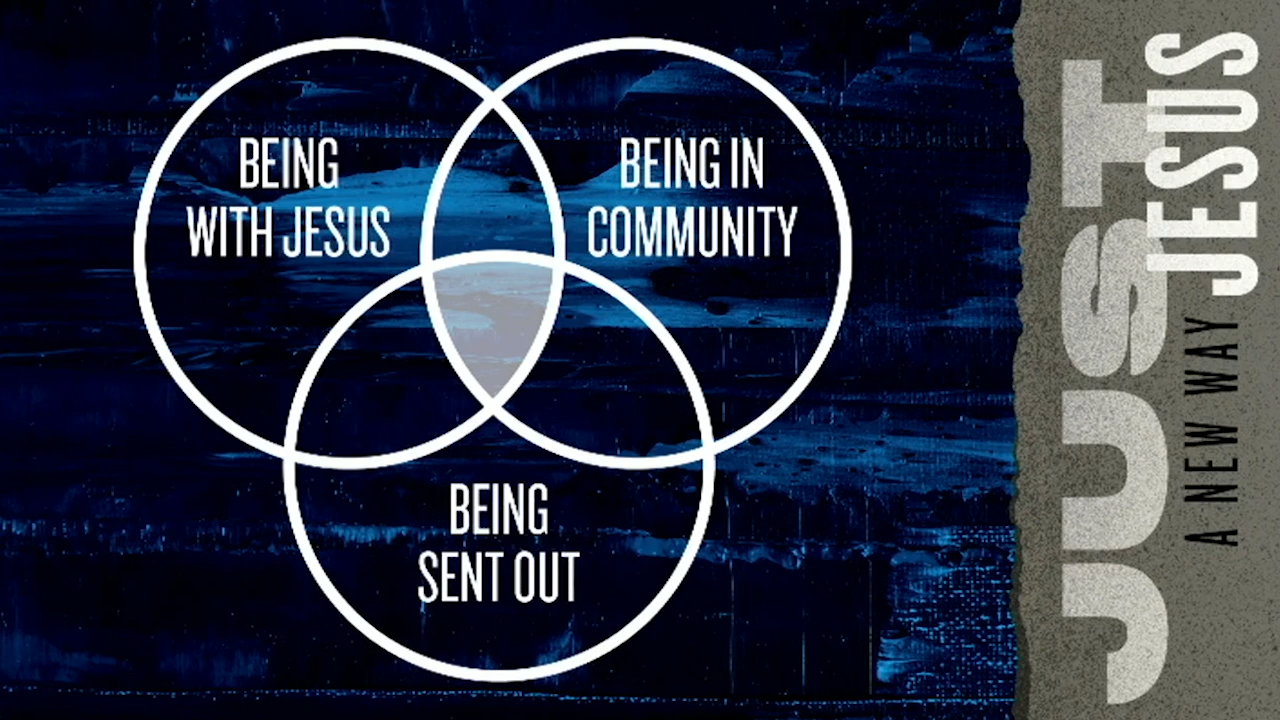 BEING
WITH JESUS
BEING IN
COMMUNITY
BEING
SENT OUT
JUST
JESUS
A NEW WAY